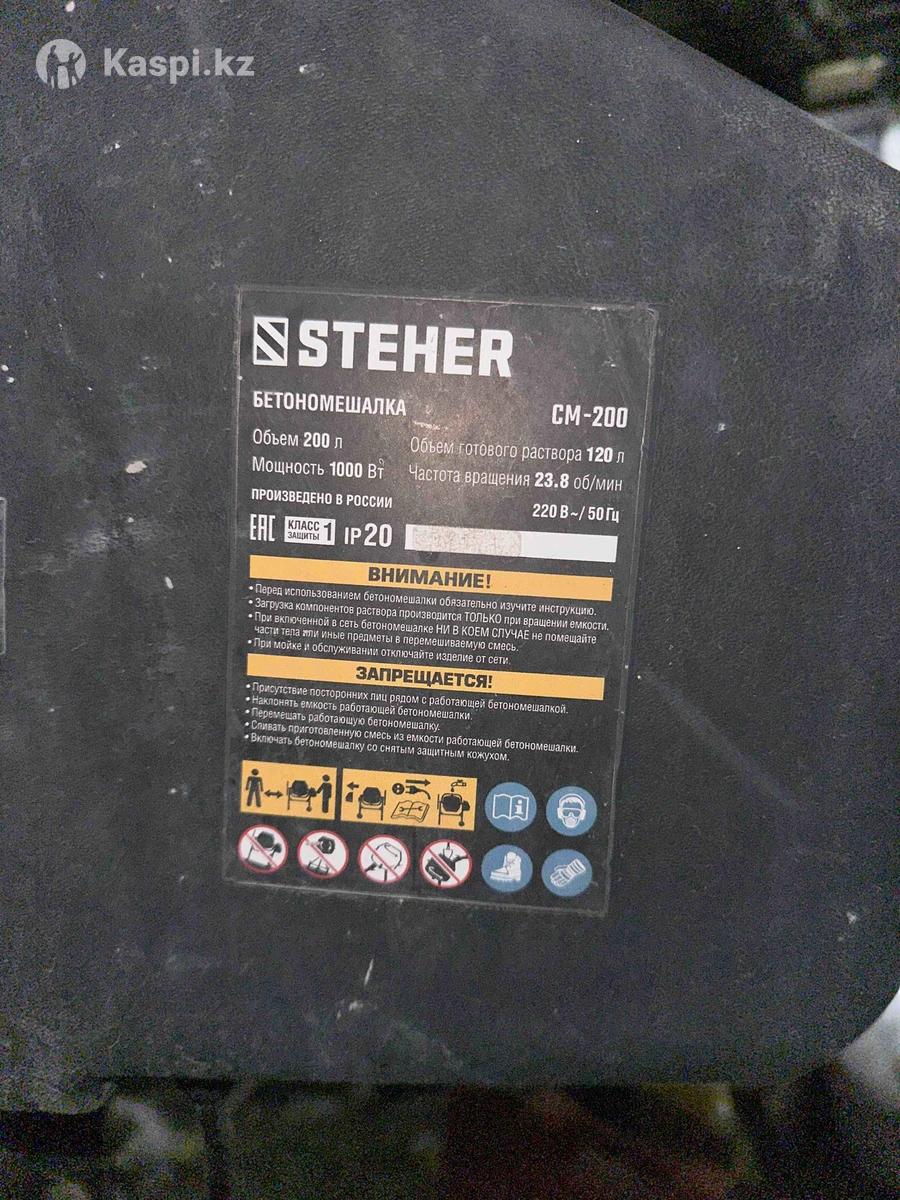 Kaspi.kz
STEHER
БЕТОНОМЕШАЛКА
CM-200
Объем 200 л
Объем готового раствора 120 л
Мощность 1000 Вт
Частота вращения 23.8 об/мин
ПРОИЗВЕДЕНО В РОССИИ
220 В~/ 50 Гц
EAC КЛАСС ЗАЩИТЫ 1 IP20
ВНИМАНИЕ!
• Перед использованием бетономешалки обязательно изучите инструкцию.
• Загрузка компонентов раствора производится ТОЛЬКО при вращении емкости.
• При включенной в сеть бетономешалке НИ В КОЕМ СЛУЧАЕ не помещайте
части тела или иные предметы в перемешиваемую смесь.
• При мойке и обслуживании отключайте изделие от сети.
ЗАПРЕЩАЕТСЯ!
• Присутствие посторонних лиц рядом с работающей бетономешалкой.
• Наклонять емкость работающей бетономешалки.
• Перемещать работающую бетономешалку.
• Сливать приготовленную смесь из емкости работающей бетономешалки.
• Включать бетономешалку со снятым защитным кожухом.